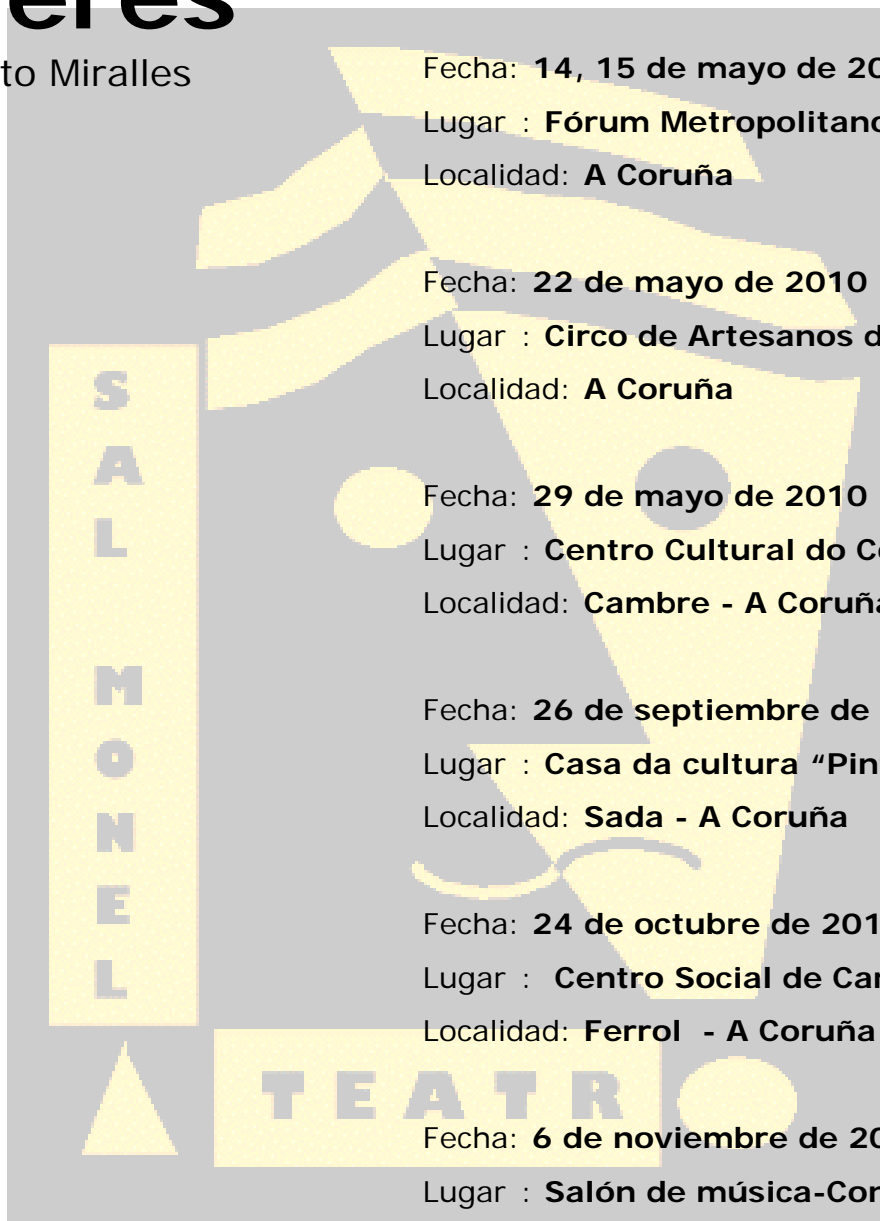 eres
to Miralles
Fecha: 14, 15 de mayo de 20
Lugar : Fórum Metropolitano
Localidad: A Coruña
Fecha: 22 de mayo de 2010
Lugar : Circo de Artesanos d
Localidad: A Coruña
Fecha: 29 de mayo de 2010
Lugar : Centro Cultural do C
Localidad: Cambre - A Coruña
Fecha: 26 de septiembre de
Lugar : Casa da cultura “Pin
Localidad: Sada - A Coruña
Fecha: 24 de octubre de 201
Lugar : Centro Social de Car
Localidad: Ferrol - A Coruña
Fecha: 6 de noviembre de 20
Lugar : Salón de música-Con
SAL MONEL
TEATRO